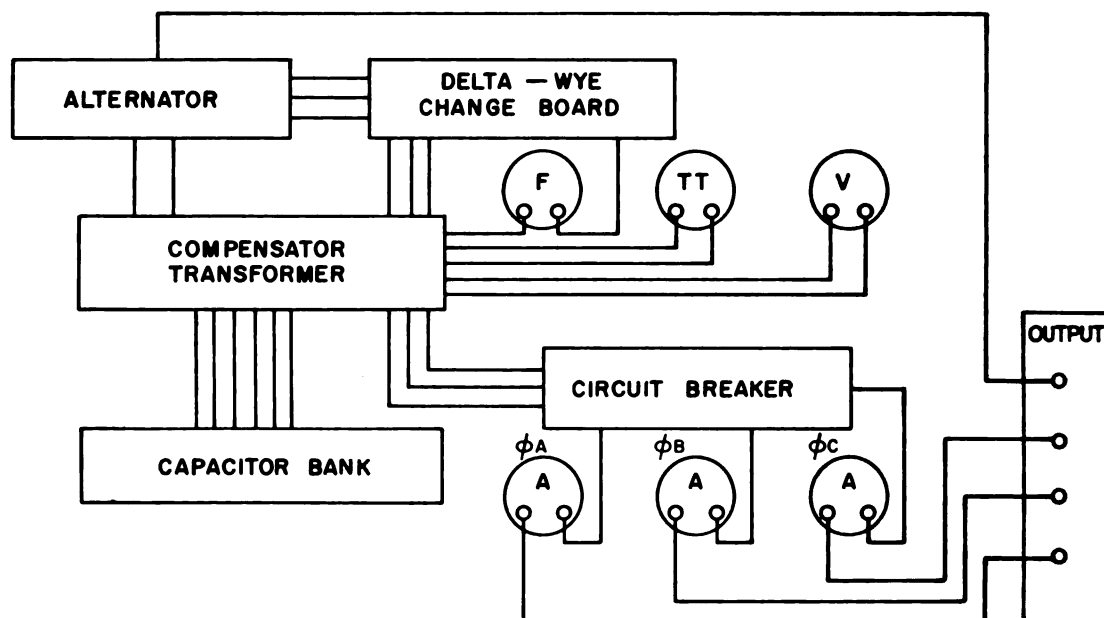 ALTERNATOR
DELTA — WYE
CHANGE BOARD
F
TT
V
COMPENSATOR
TRANSFORMER
OUTPUT
CIRCUIT BREAKER
ϕA
ϕB
ϕC
CAPACITOR BANK
A
A
A